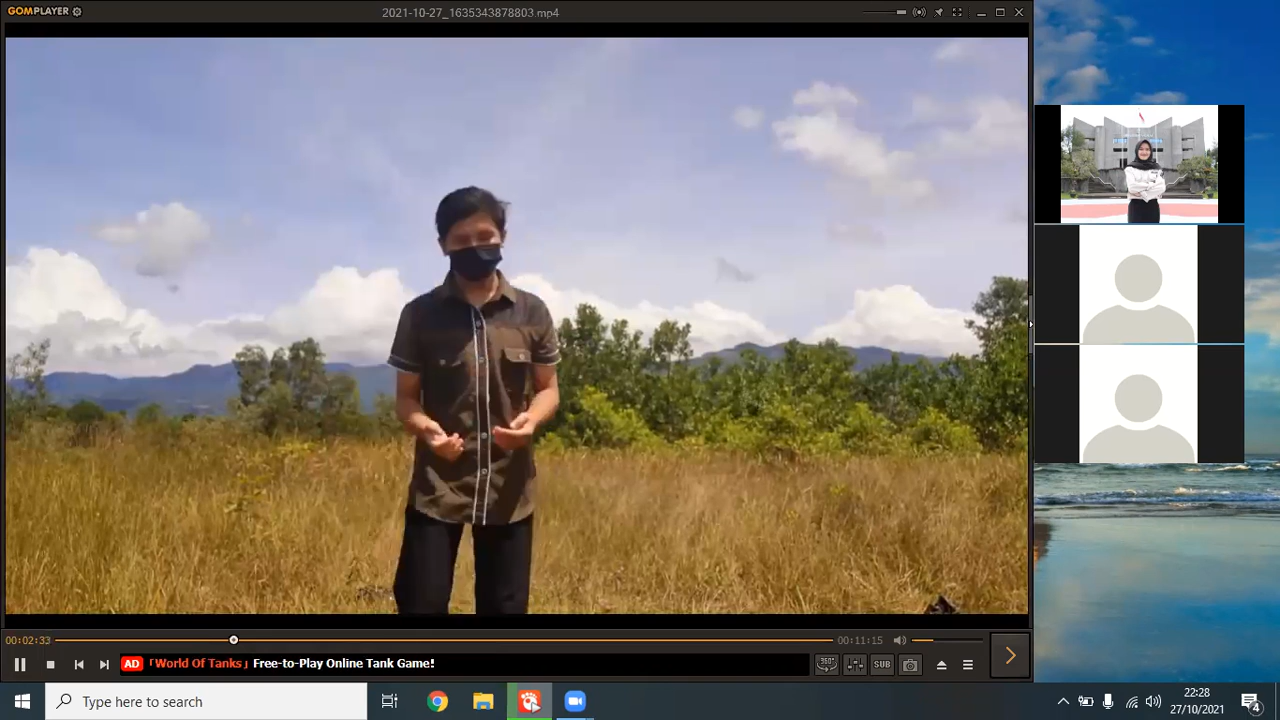 GOMPLAYER
2021-10-27_1635343878803.mp4
00:02:33
00:11:15
AD 「World Of Tanks」 Free-to-Play Online Tank Game!
360°
SUB
Type here to search
22:28
27/10/2021
4